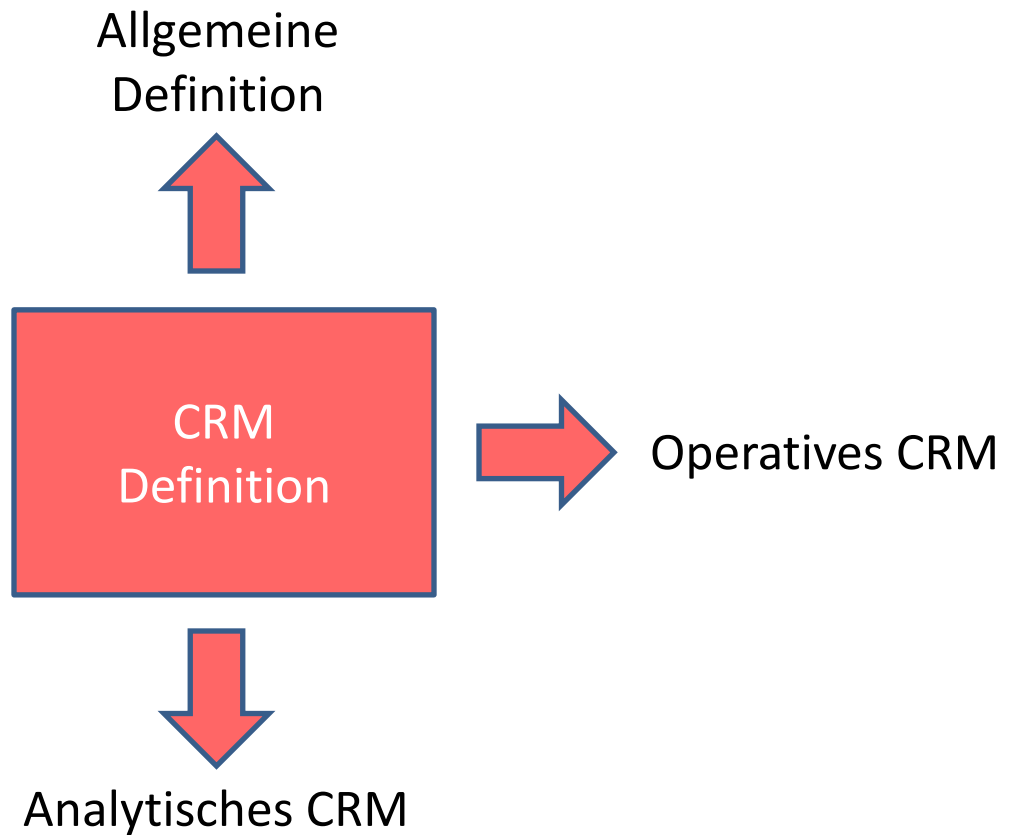 Allgemeine
Definition
CRM
Definition
Operatives CRM
Analytisches CRM